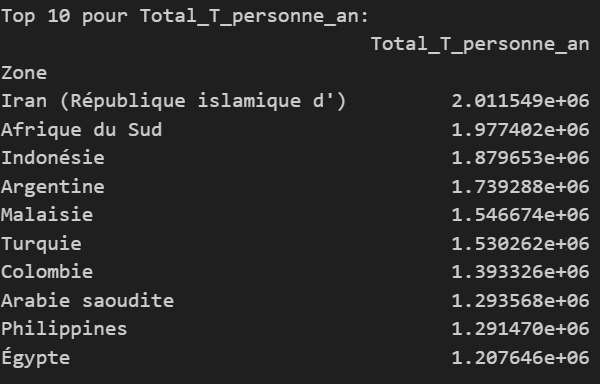 Top 10 pour Total_T_personne_an:
Total_T_personne_an
Zone
Iran (République islamique d') 2.011549e+06
Afrique du Sud 1.977402e+06
Indonésie 1.879653e+06
Argentine 1.739288e+06
Malaisie 1.546674e+06
Turquie 1.530262e+06
Colombie 1.393326e+06
Arabie saoudite 1.293568e+06
Philippines 1.291470e+06
Égypte 1.207646e+06